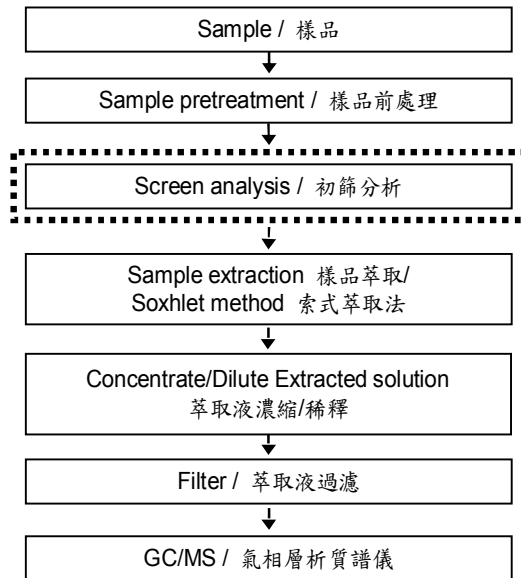 Sample / 樣品
Sample pretreatment / 樣品前處理
Screen analysis / 初篩分析
Sample extraction 樣品萃取/
Soxhlet method 索式萃取法
Concentrate/Dilute Extracted solution
萃取液濃縮/稀釋
Filter / 萃取液過濾
GC/MS / 氣相層析質譜儀